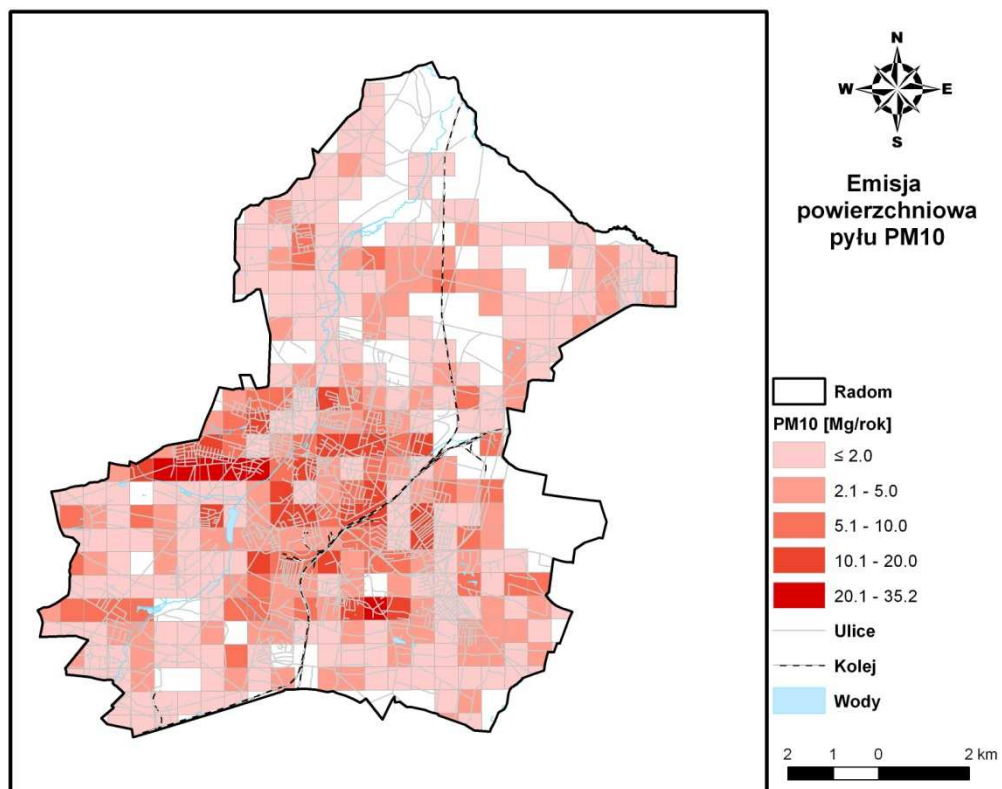 N
W E
S
Emisja
powierzchniowa
pyłu PM10
Radom
PM10 [Mg/rok]
≤ 2.0
2.1 - 5.0
5.1 - 10.0
10.1 - 20.0
20.1 - 35.2
Ulice
Kolej
Wody
2 1 0 2 km